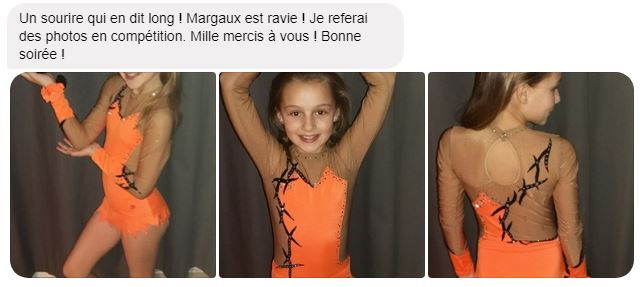 Un sourire qui en dit long ! Margaux est ravie ! Je referai
des photos en compétition. Mille mercis à vous ! Bonne
soirée !